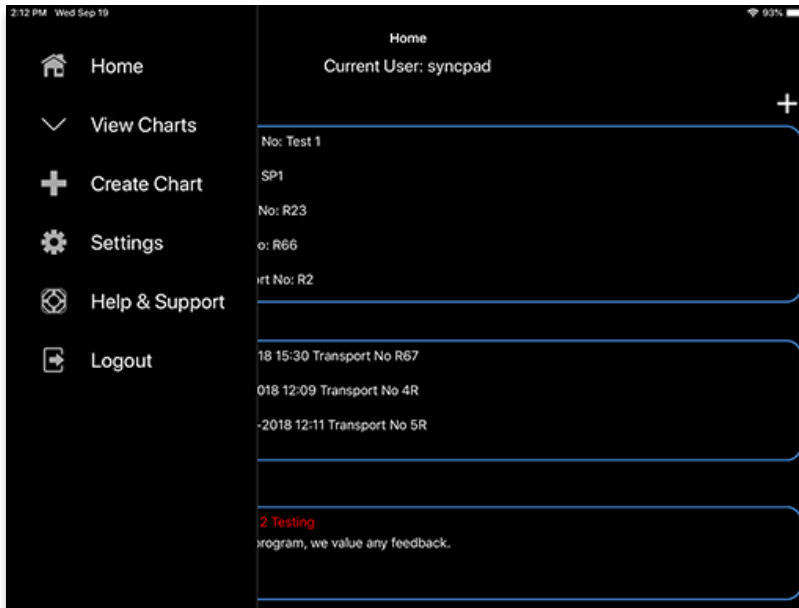 2:12 PM Wed Sep 19
93%
Home
Current User: syncpad
Home
View Charts
Create Chart
Settings
Help & Support
Logout
No: Test 1
SP1
No: R23
o: R66
rt No: R2
18 15:30 Transport No R67
018 12:09 Transport No 4R
-2018 12:11 Transport No 5R
2 Testing
program, we value any feedback.